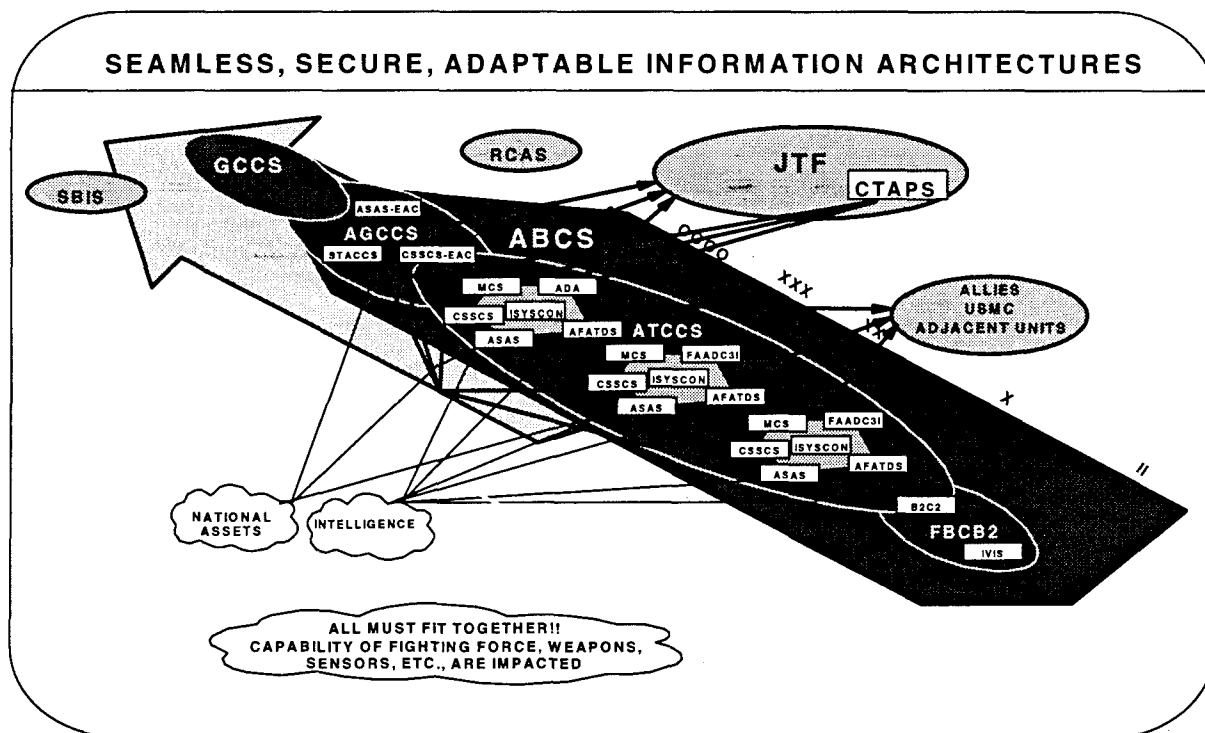 SEAMLESS, SECURE, ADAPTABLE INFORMATION ARCHITECTURES
GCCS
RCAS
JTF
CTAPS
SBIS
ASAS-EAC
AGCCS
STACCS
CSSCS-EAC
ABCS
OOOO
XXX
ALLIES
USMC
ADJACENT UNITS
XX
X
II
MCS
ADA
CSSCS
ISYSCON
AFATDS
ASAS
ATCCS
MCS
FAADC3I
CSSCS
ISYSCON
AFATDS
ASAS
MCS
FAADC3I
CSSCS
ISYSCON
AFATDS
ASAS
B2C2
FBCB2
IVIS
NATIONAL
ASSETS
INTELLIGENCE
ALL MUST FIT TOGETHER!!
CAPABILITY OF FIGHTING FORCE, WEAPONS,
SENSORS, ETC., ARE IMPACTED